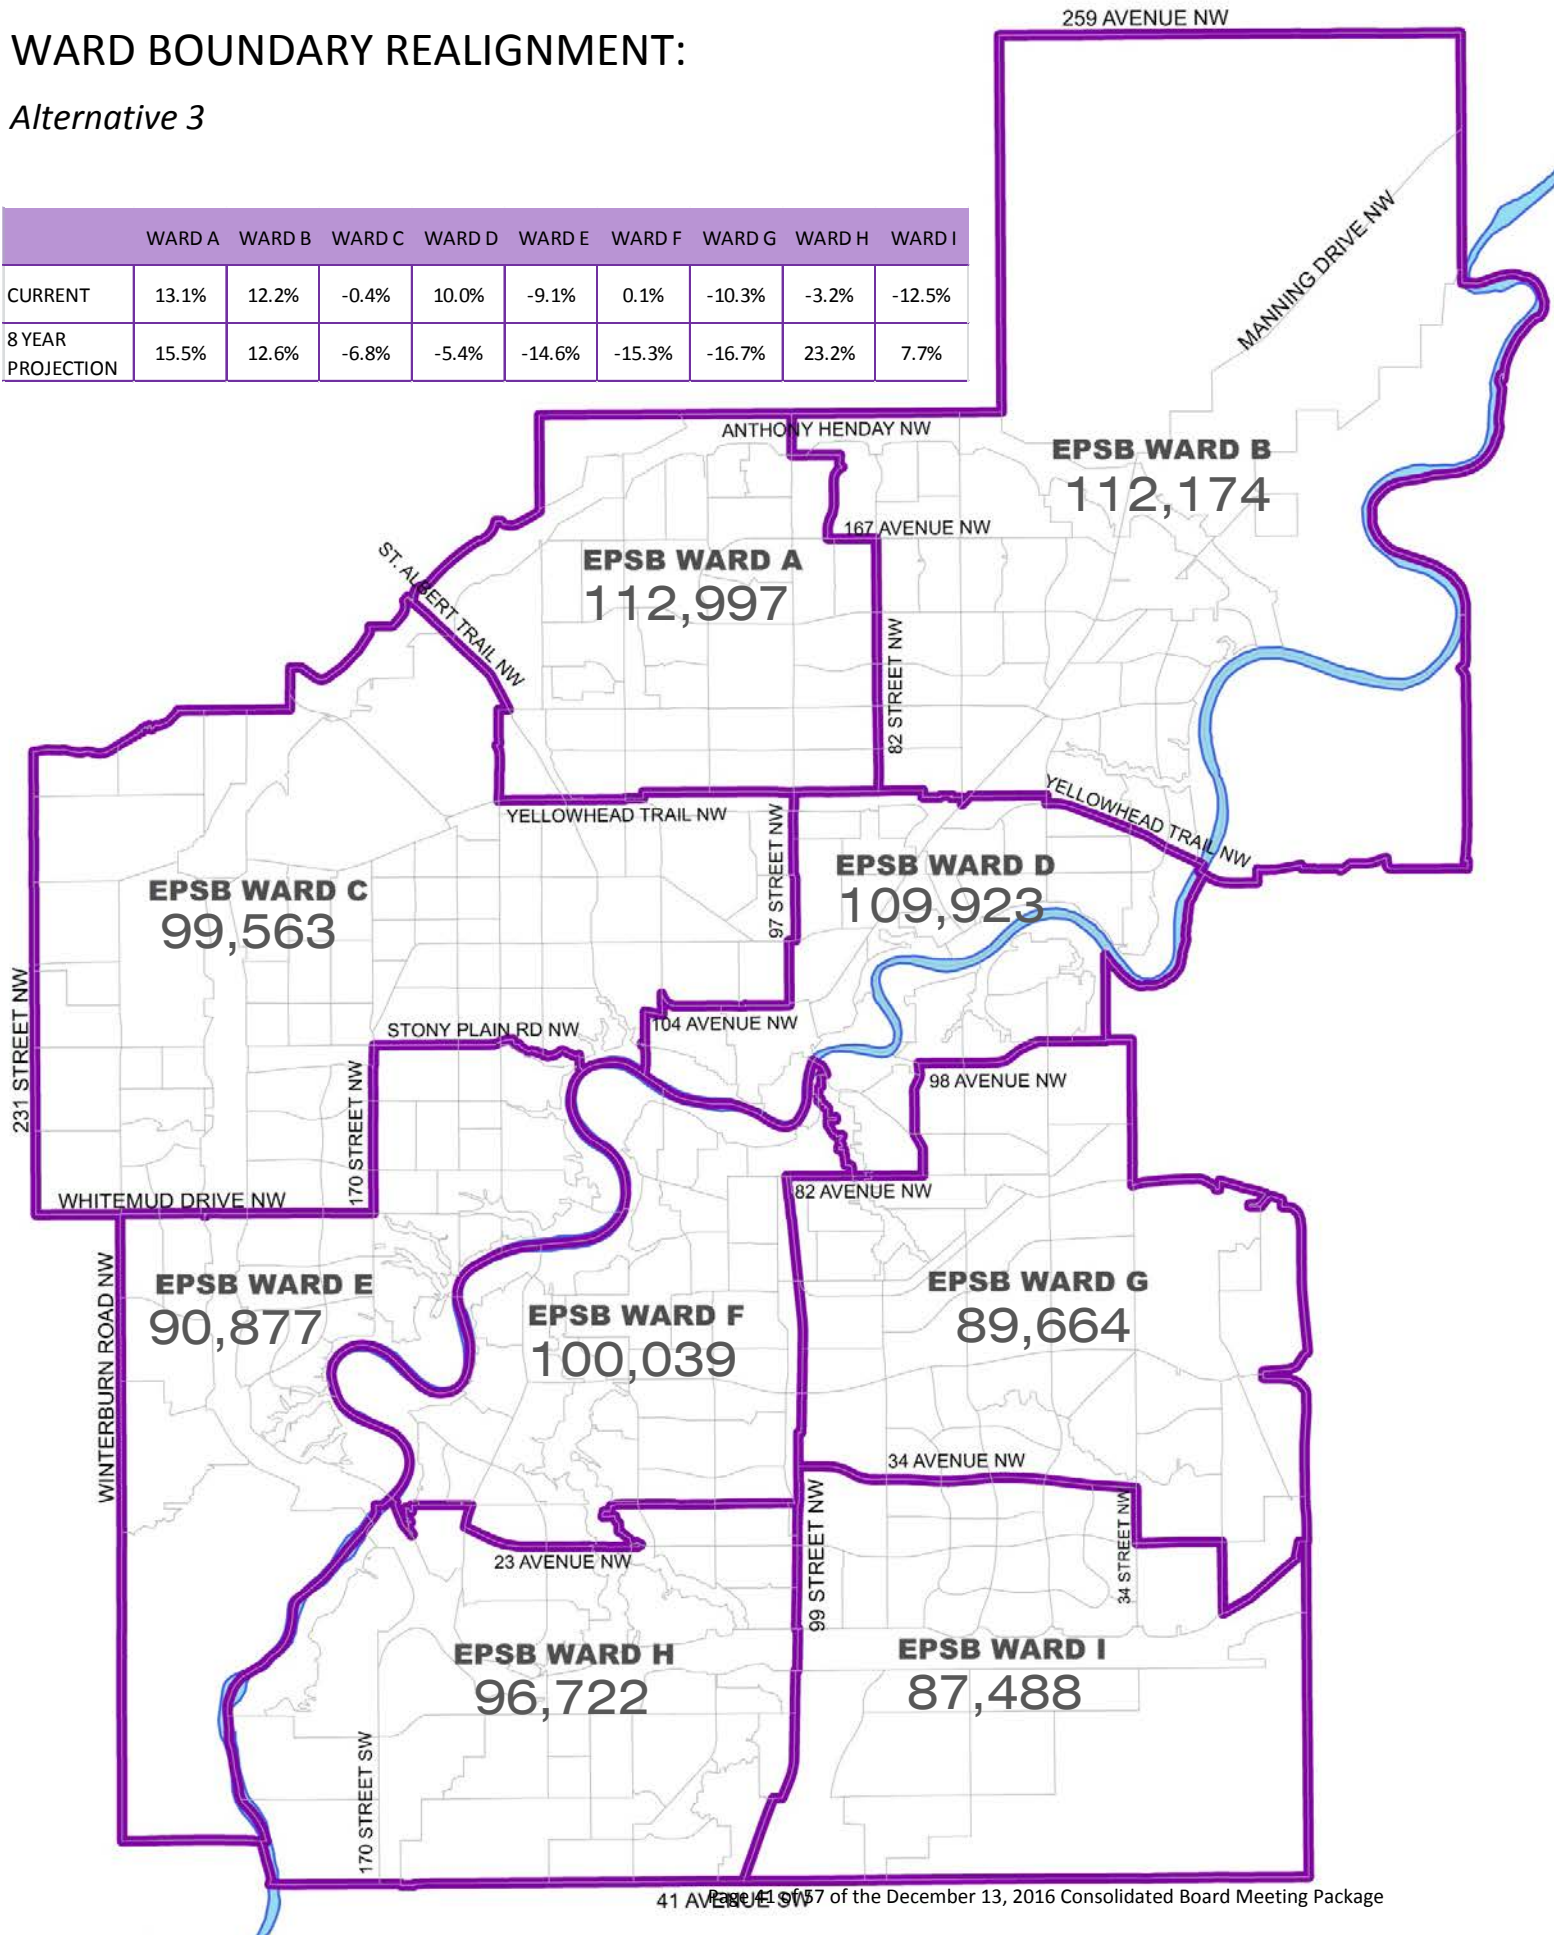 259 AVENUE NW
WARD BOUNDARY REALIGNMENT:
Alternative 3
WARD A WARD B WARD C WARD D WARD E WARD F WARD G WARD H WARD I
CURRENT 13.1% 12.2% -0.4% 10.0% -9.1% 0.1% -10.3% -3.2% -12.5%
8 YEAR
PROJECTION 15.5% 12.6% -6.8% -5.4% -14.6% -15.3% -16.7% 23.2% 7.7%
MANNING DRIVE NW
ANTHONY HENDAY NW
EPSB WARD B
112,174
167 AVENUE NW
EPSB WARD A
112,997
ST. ALBERT TRAIL NW
82 STREET NW
YELLOWHEAD TRAIL NW
YELLOWHEAD TRAIL NW
97 STREET NW
EPSB WARD D
109,923
EPSB WARD C
99,563
231 STREET NW
STONY PLAIN RD NW
104 AVENUE NW
98 AVENUE NW
170 STREET NW
82 AVENUE NW
WHITEMUD DRIVE NW
WINTERBURN ROAD NW
EPSB WARD E
90,877
EPSB WARD F
100,039
EPSB WARD G
89,664
34 AVENUE NW
99 STREET NW
34 STREET NW
23 AVENUE NW
EPSB WARD H
96,722
EPSB WARD I
87,488
170 STREET SW
41 AVENUE SW
Page 41 of 57 of the December 13, 2016 Consolidated Board Meeting Package